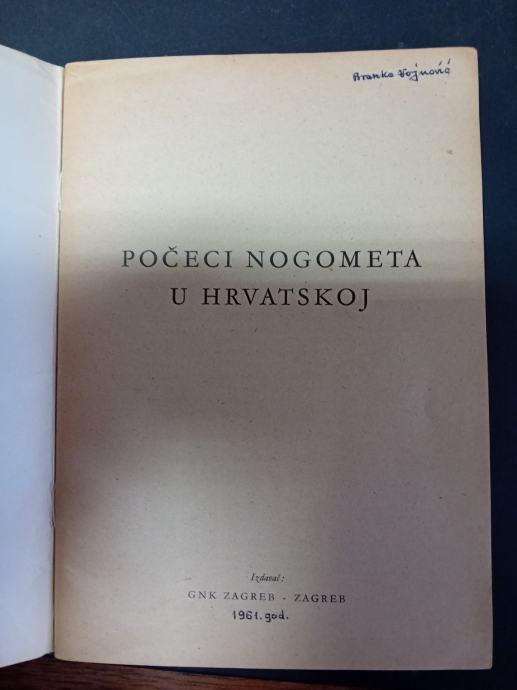 Branko Vojnović
POČECI NOGOMETA
U HRVATSKOJ
Izdavač:
GNK ZAGREB - ZAGREB
1961. god.